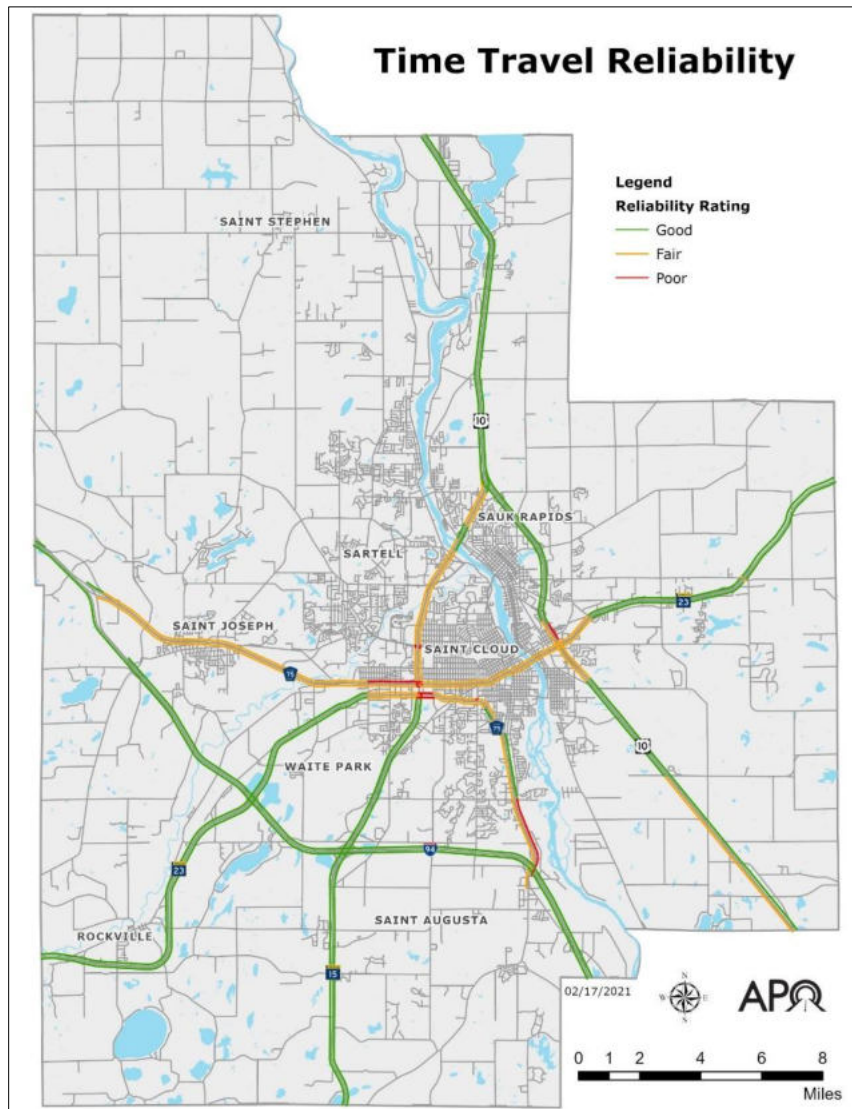 Time Travel Reliability
Legend
Reliability Rating
Good
Fair
Poor
SAINT STEPHEN
10
SAUK RAPIDS
SARTELL
23
SAINT JOSEPH
SAINT CLOUD
75
75
10
WAITE PARK
94
23
SAINT AUGUSTA
ROCKVILLE
15
02/17/2021
N
W
E
S
APO
0 1 2 4 6 8
Miles